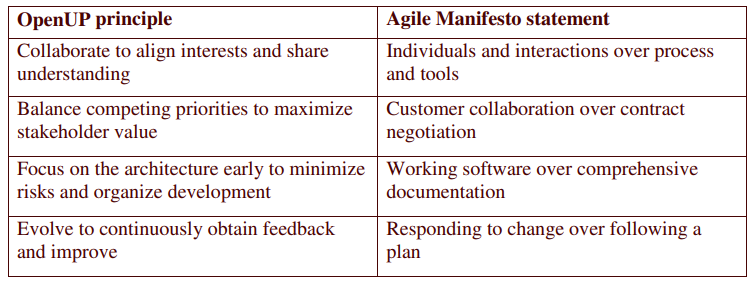 OpenUP principle
Agile Manifesto statement
Collaborate to align interests and share
understanding
Individuals and interactions over process
and tools
Balance competing priorities to maximize
stakeholder value
Customer collaboration over contract
negotiation
Focus on the architecture early to minimize
risks and organize development
Working software over comprehensive
documentation
Evolve to continuously obtain feedback
and improve
Responding to change over following a
plan